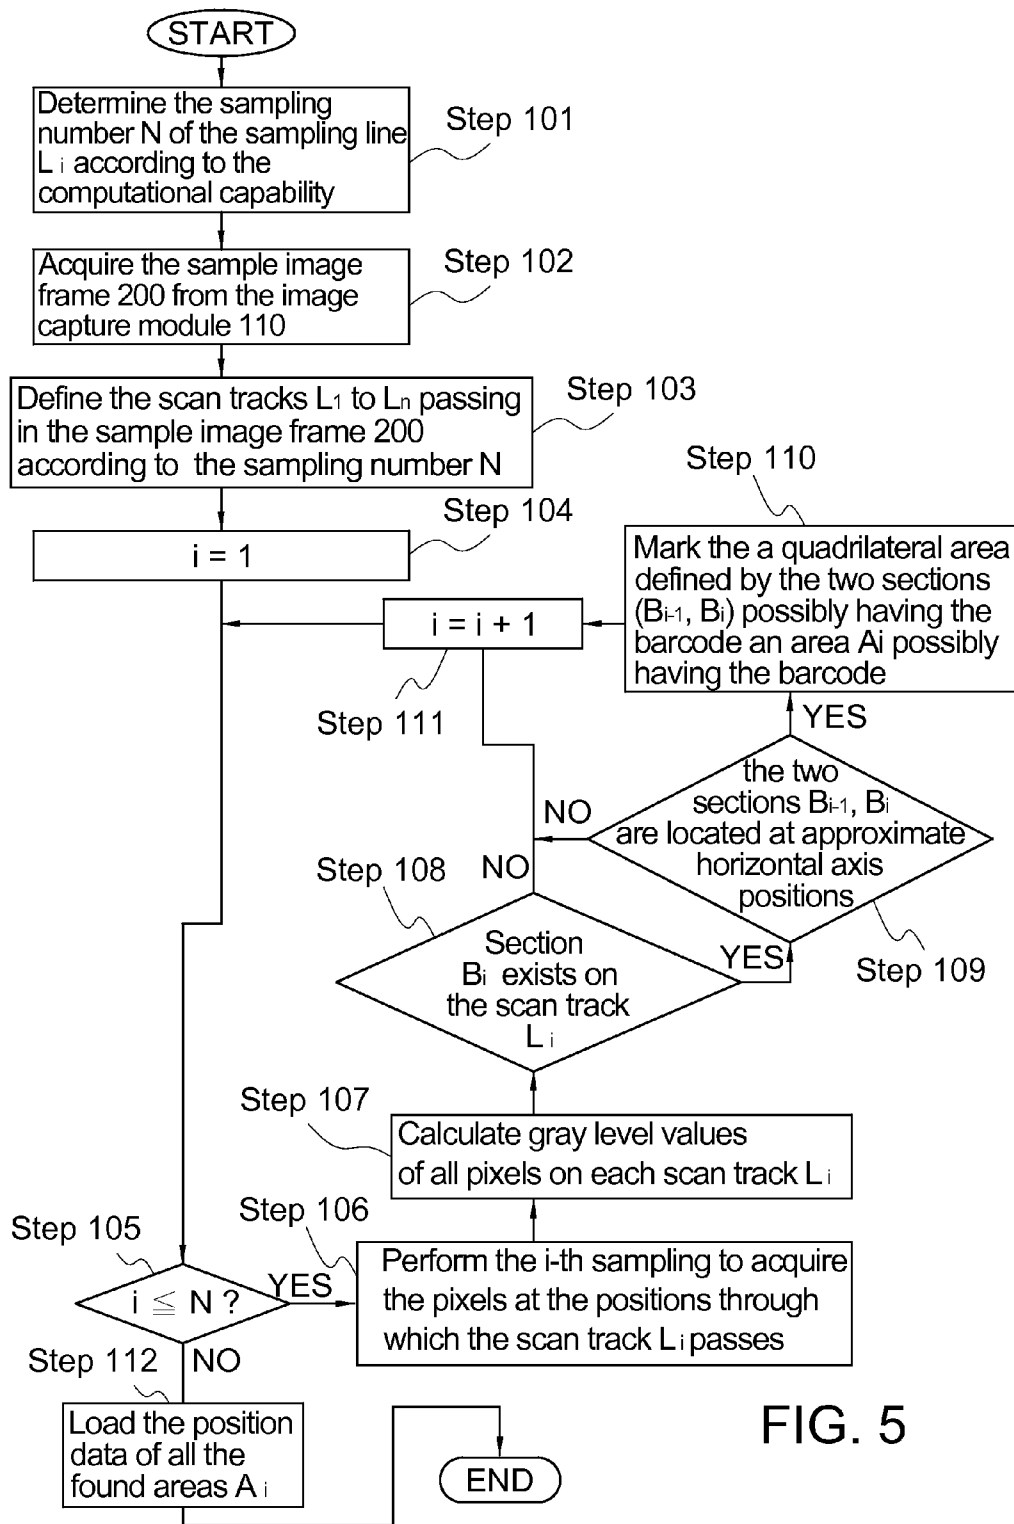 START
Determine the sampling
number N of the sampling line
L i according to the
computational capability
Step 101
Acquire the sample image
frame 200 from the image
capture module 110
Step 102
Define the scan tracks L1 to Ln passing
in the sample image frame 200
according to the sampling number N
Step 103
i = 1
Step 104
Step 110
Mark the a quadrilateral area
defined by the two sections
(Bi-1, Bi) possibly having the
barcode an area Ai possibly
having the barcode
i = i + 1
Step 111
YES
the two
sections Bi-1, Bi
are located at approximate
horizontal axis
positions
NO
Step 109
Step 108
NO
Section
Bi exists on
the scan track
L i
YES
Step 107
Calculate gray level values
of all pixels on each scan track L i
Step 106
Perform the i-th sampling to acquire
the pixels at the positions through
which the scan track L i passes
Step 105
i ≦ N ?
YES
NO
Step 112
Load the position
data of all the
found areas A i
END
FIG. 5